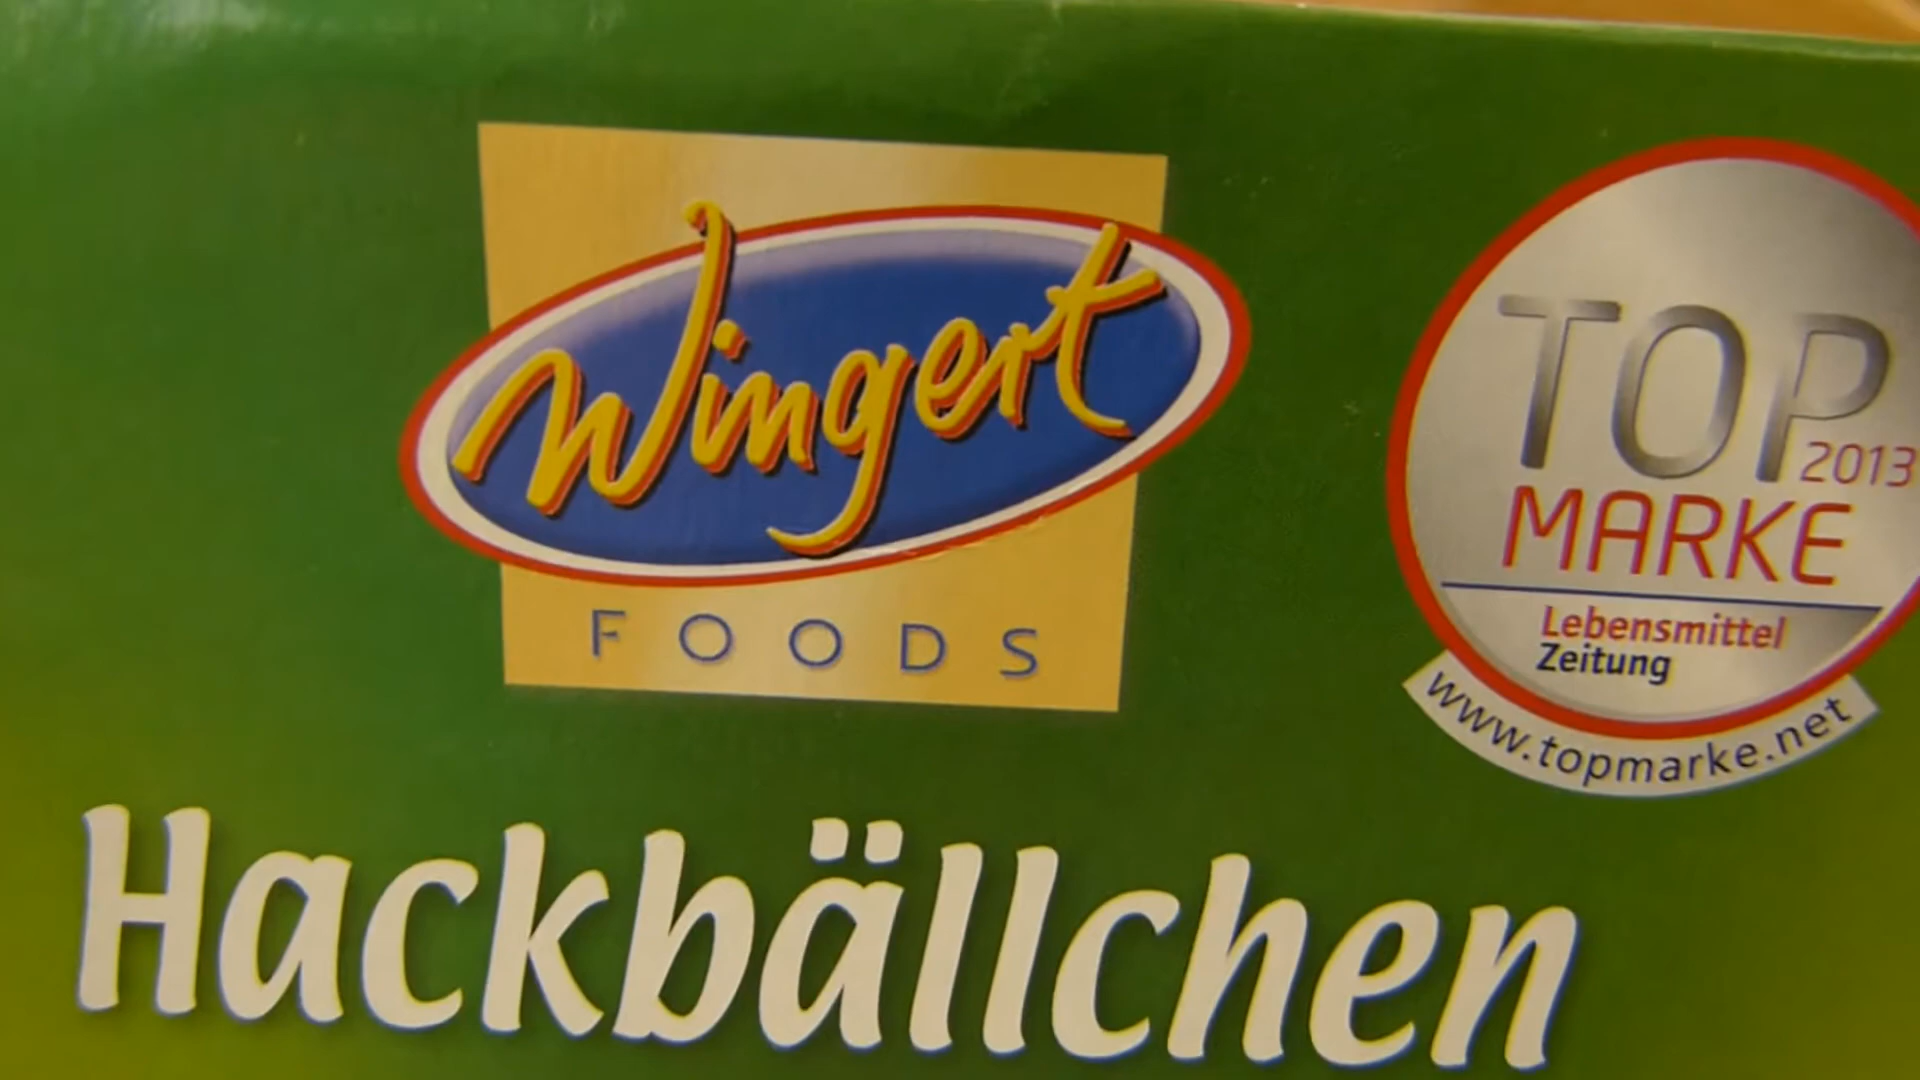 Wingert
FOODS
TOP
2013
MARKE
Lebensmittel
Zeitung
www.topmarke.net
Hackbällchen